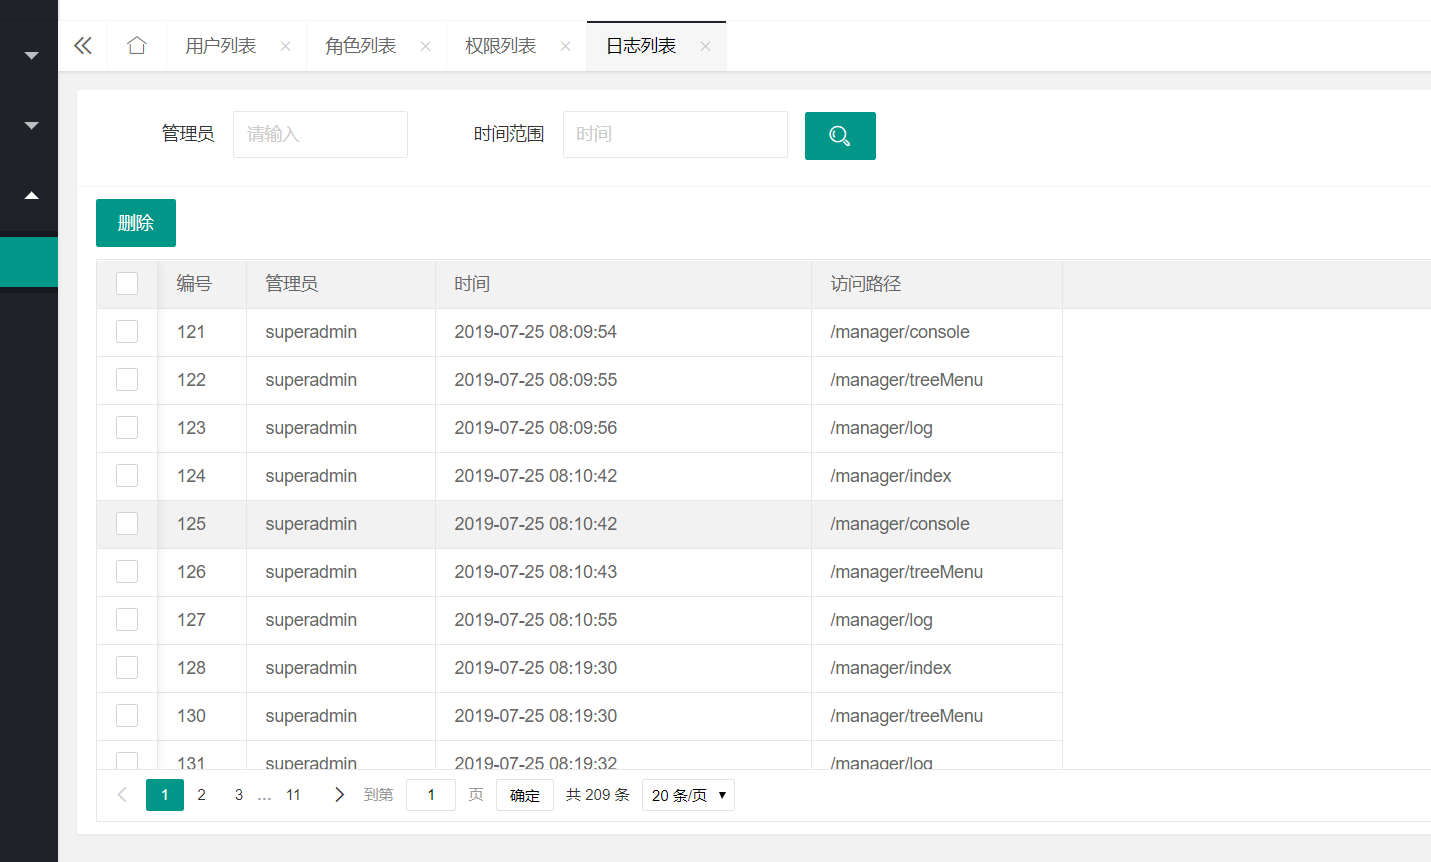 用户列表 角色列表 权限列表 日志列表
管理员 请输入 时间范围 时间
删除
编号 管理员 时间 访问路径
121 superadmin 2019-07-25 08:09:54 /manager/console
122 superadmin 2019-07-25 08:09:55 /manager/treeMenu
123 superadmin 2019-07-25 08:09:56 /manager/log
124 superadmin 2019-07-25 08:10:42 /manager/index
125 superadmin 2019-07-25 08:10:42 /manager/console
126 superadmin 2019-07-25 08:10:43 /manager/treeMenu
127 superadmin 2019-07-25 08:10:55 /manager/log
128 superadmin 2019-07-25 08:19:30 /manager/index
130 superadmin 2019-07-25 08:19:30 /manager/treeMenu
131 superadmin 2019-07-25 08:19:32 /manager/log
1 2 3 … 11 到第 1 页 确定 共 209 条 20 条/页